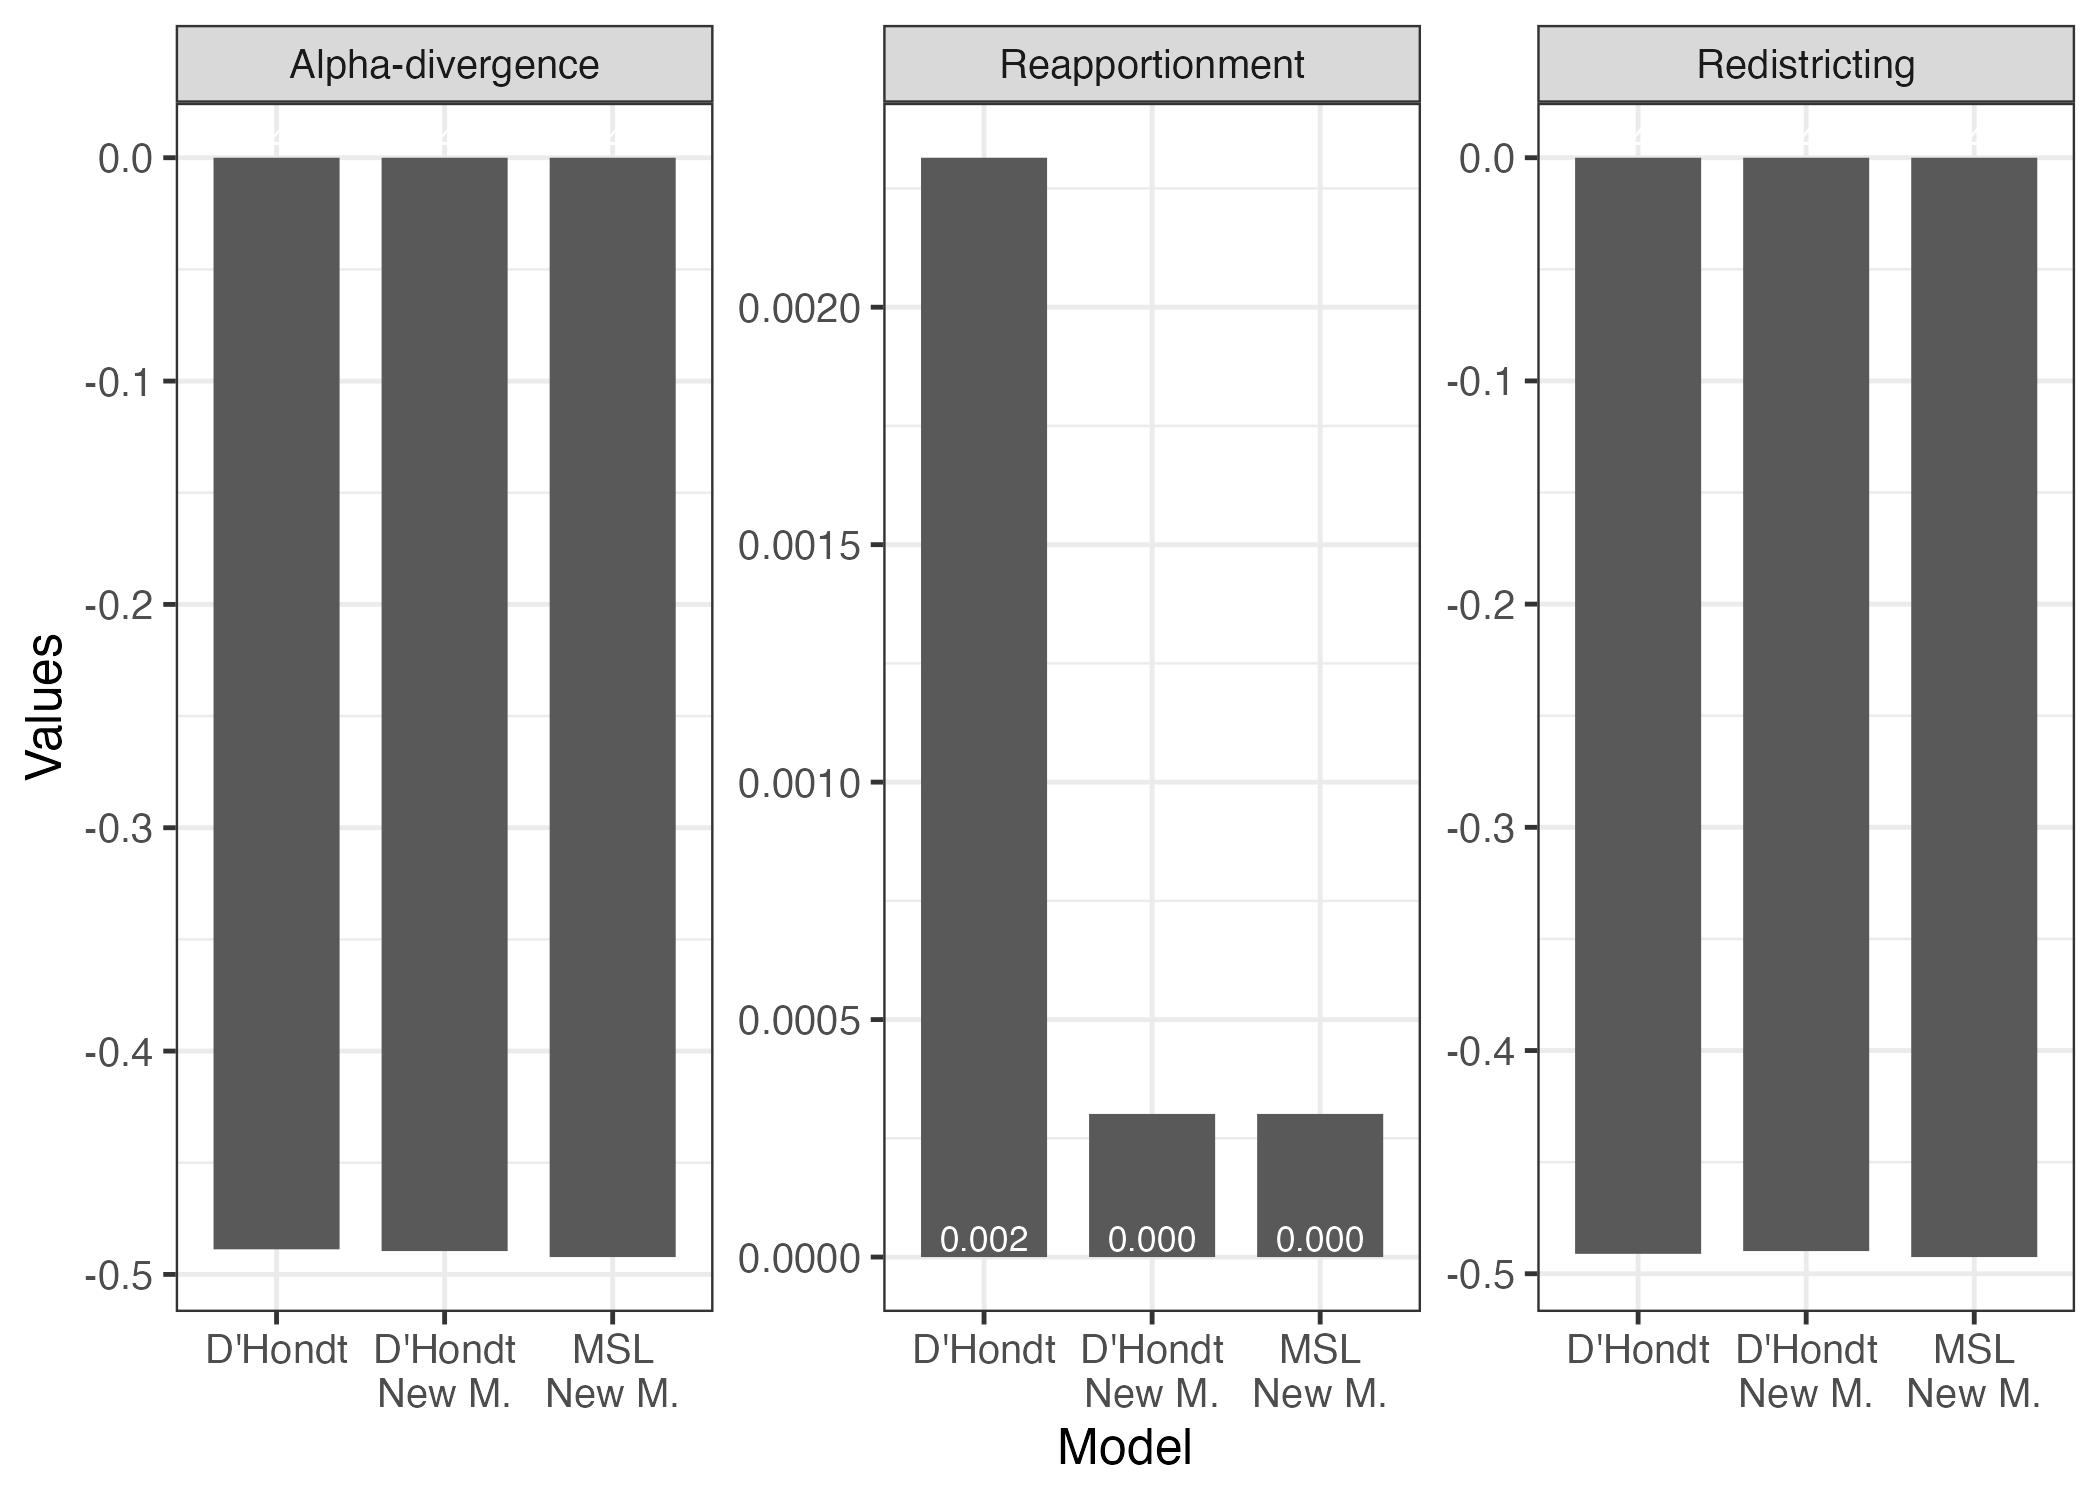 Alpha-divergence
Reapportionment
Redistricting
Values
0.0
-0.1
-0.2
-0.3
-0.4
-0.5
0.0020
0.0015
0.0010
0.0005
0.0000
0.002
0.000
0.000
0.0
-0.1
-0.2
-0.3
-0.4
-0.5
D'Hondt
D'Hondt
New M.
MSL
New M.
D'Hondt
D'Hondt
New M.
MSL
New M.
D'Hondt
D'Hondt
New M.
MSL
New M.
Model